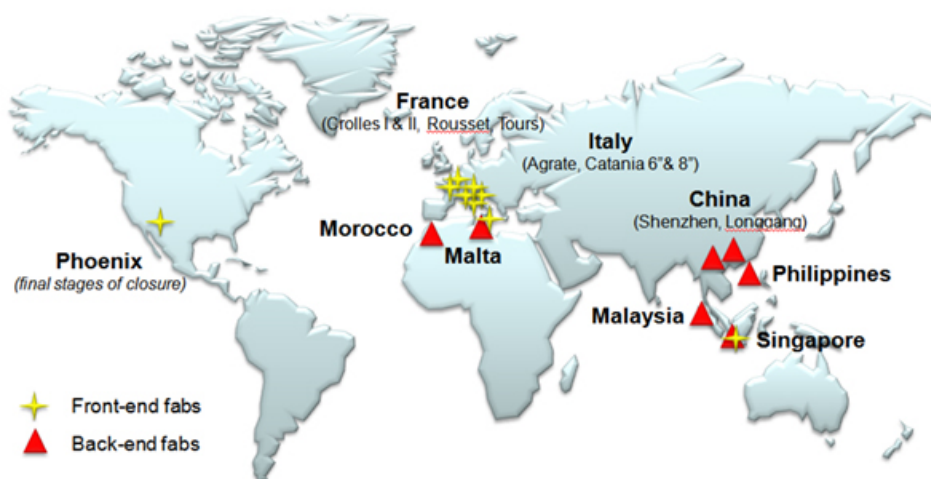 France
(Crolles I & II, Rousset, Tours)
Italy
(Agrate, Catania 6"& 8")
China
(Shenzhen, Longgang)
Morocco
Malta
Phoenix
(final stages of closure)
Philippines
Malaysia
Singapore
Front-end fabs
Back-end fabs